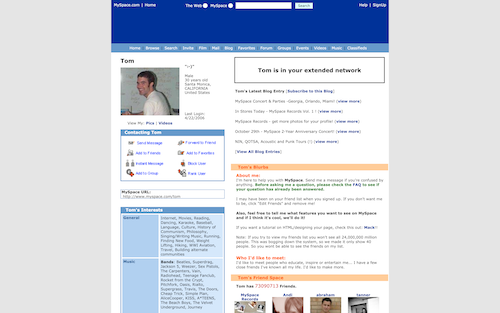 MySpace.com | Home
The Web MySpace Search
Help | SignUp
Home Browse Search Invite Film Mail Blog Favorites Forum Groups Events Videos Music Classifieds
Tom
":-)"
Male
30 years old
Santa Monica,
CALIFORNIA
United States
Last Login:
4/22/2006
View My: Pics | Videos
Contacting Tom
Send Message Forward to Friend
Add to Friends Add to Favorites
Instant Message Block User
Add to Group Rank User
MySpace URL:
http://www.myspace.com/tom
Tom's Interests
General
Internet, Movies, Reading,
Dancing, Karaoke, Baseball,
Language, Culture, History of
Communism, Philosophy,
Singing/Writing Music, Running,
Finding New Food, Weight
Lifting, Hiking, WWI Aviation,
Travel, Building alternate
communities
Music
Bands: Beatles, Superdrag,
Jackson 5, Weezer, Sex Pistols,
The Carpenters, Vain,
Radiohead, Teenage Fanclub,
Rocket from the Crypt,
Pitchfork, Oasis, Ratto,
Supergrass, Travis, The Doors,
Cheap Trick, Simple Man,
AliceCooper, KISS,
The Beach Boys, The Velvet
Underground, Journey
Tom is in your extended network
Tom's Latest Blog Entry [Subscribe to this Blog]
MySpace Concert & Parties -Georgia, Orlando, Miami! (view more)
In Stores Today - MySpace Records vol. 1 ! (view more)
MySpace Records - get more photos for your profile! (view more)
October 29th - MySpace 2-Year Anniversary Concert! (view more)
NIN, QOTSA, Acoustic and Punk Tours (!) (view more)
[View All Blog Entries]
Tom's Blurbs
About me:
I'm here to help you with MySpace. Send me a message if you're confused by
anything. Before asking me a question, please check the FAQ to see if
your question has already been answered.
I may have been on your friend list when you signed up. If you don't want me
to be, click "Edit Friends" and remove me!
Also, feel free to tell me what features you want to see on MySpace
and if I think it's cool, we'll do it!
If you want a tutorial on HTML/designing your page, check this out: Mack!
Note: If you try to view my friends list you won't see all 24,000,000 million
people. This was bogging down the system, so we made it only show 40
people. So you wont be able to see the friends on my list.
Who I'd like to meet:
I'd like to meet people who educate, inspire or entertain me... I have a few
close friends I've known all my life. I'd like to make more.
Tom's Friend Space
Tom has 73090713 Friends.
MySpace
Records
Andi
abraham
tanner